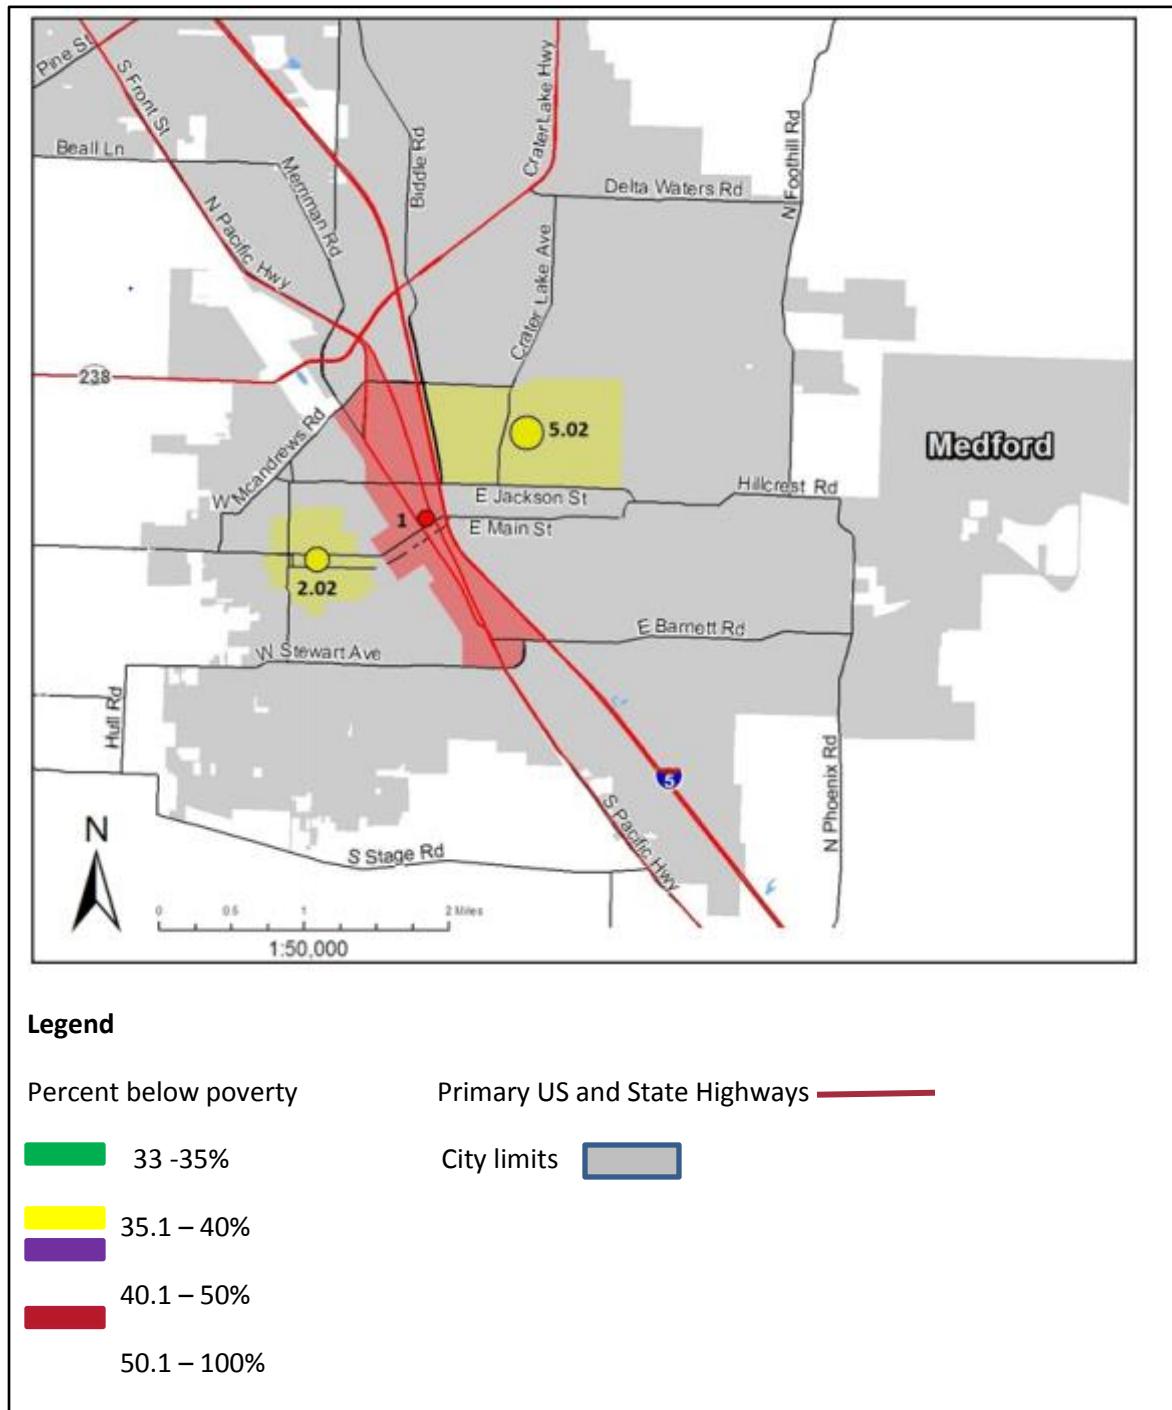 Pine St
S Front St
Beall Ln
Merriman Rd
N Pacific Hwy
Biddle Rd
Crater Lake Hwy
Delta Waters Rd
N Foothill Rd
Crater Lake Ave
238
W Mcandrews Rd
5.02
Medford
Hillcrest Rd
E Jackson St
1
E Main St
2.02
E Barnett Rd
W Stewart Ave
Hull Rd
5
N Phoenix Rd
S Pacific Hwy
N
S Stage Rd
0 0.5 1 2 Miles
1:50,000
Legend
Percent below poverty Primary US and State Highways
33 -35% City limits
35.1 – 40%
40.1 – 50%
50.1 – 100%